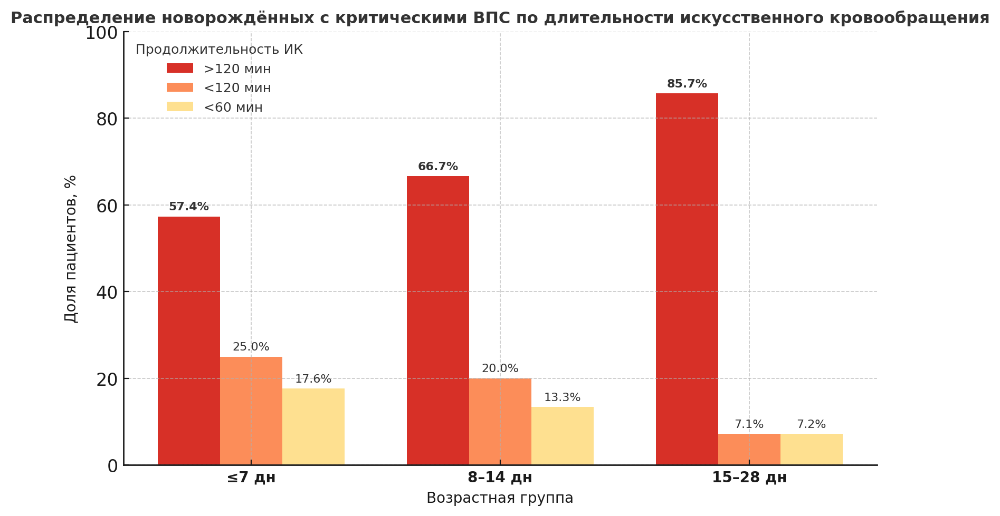 Распределение новорождённых с критическими ВПС по длительности искусственного кровообращения
Продолжительность ИК
>120 мин
<120 мин
<60 мин
Доля пациентов, %
100
80
60
40
20
0
57.4%
25.0%
17.6%
66.7%
20.0%
13.3%
85.7%
7.1%
7.2%
≤7 дн
8–14 дн
15–28 дн
Возрастная группа